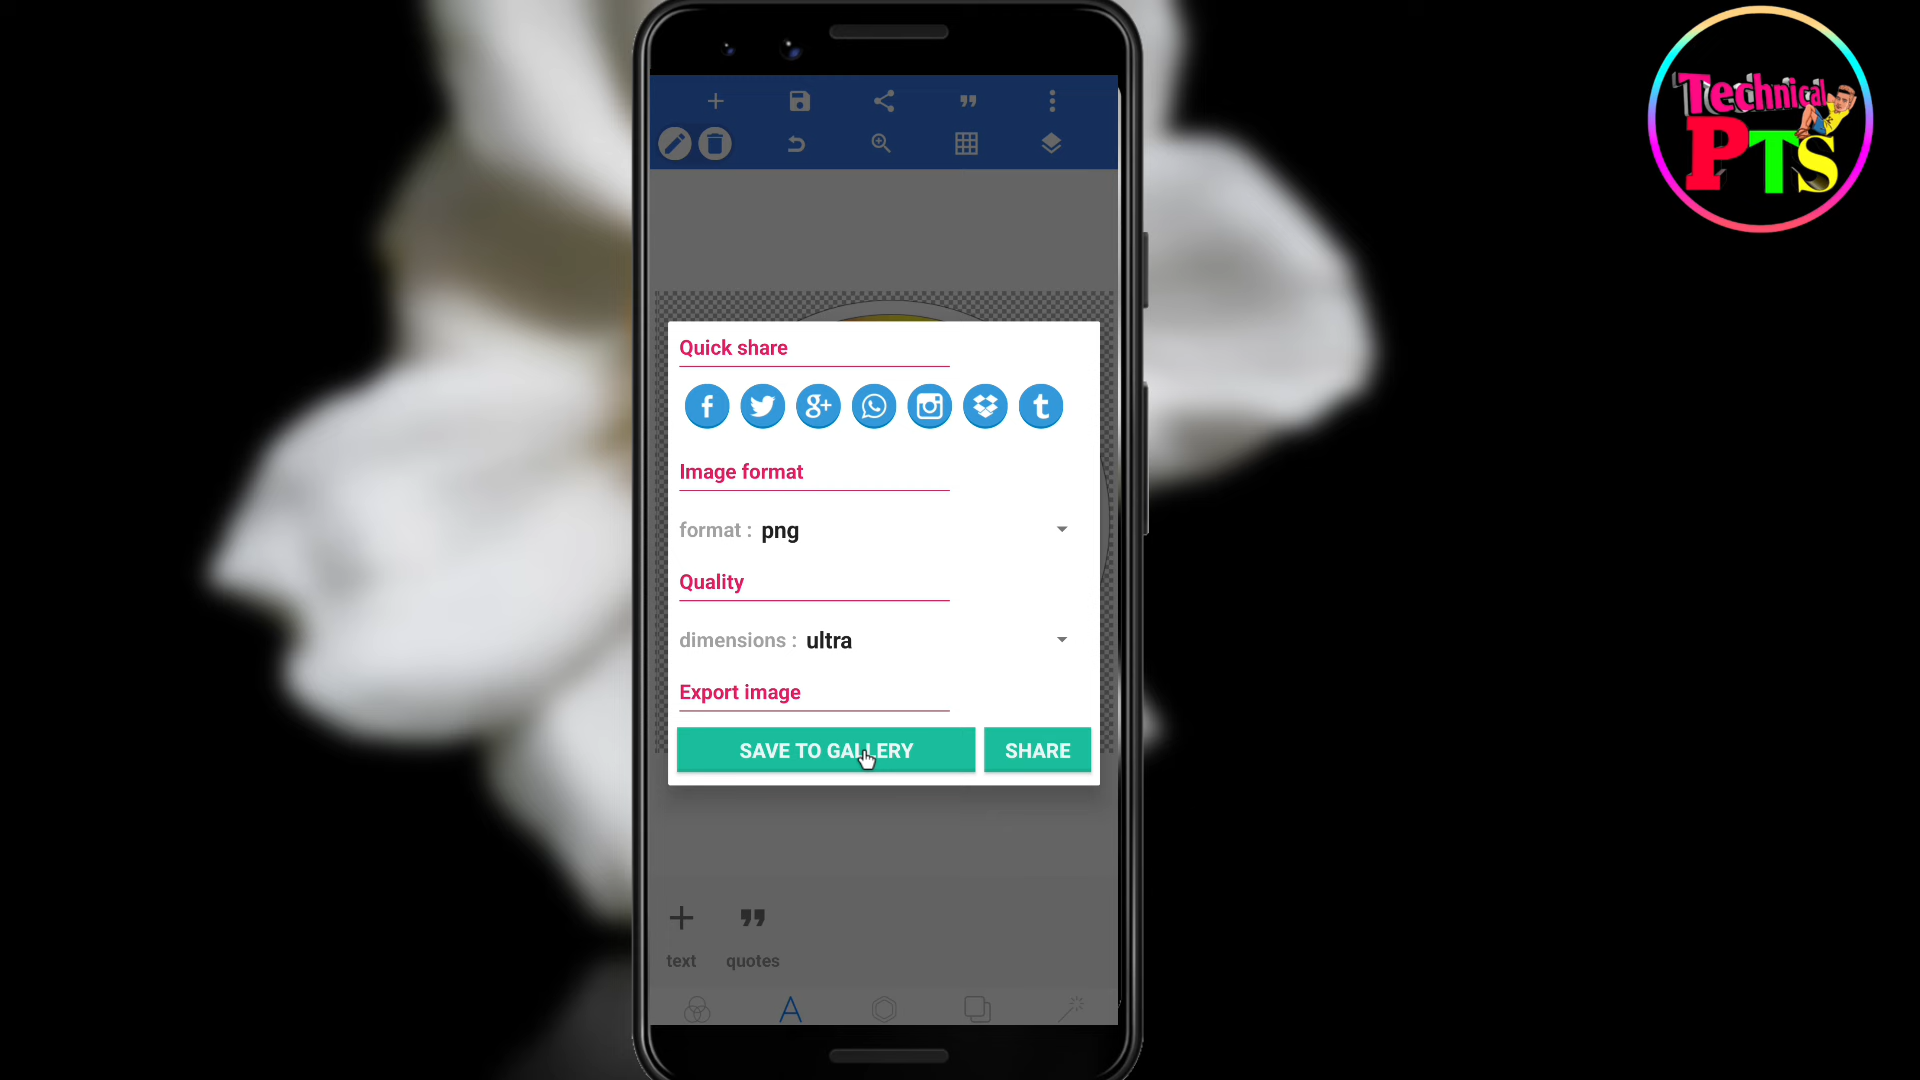 Technical
PTS
Quick share
Image format
format : png
Quality
dimensions : ultra
Export image
SAVE TO GALLERY
SHARE
text
quotes